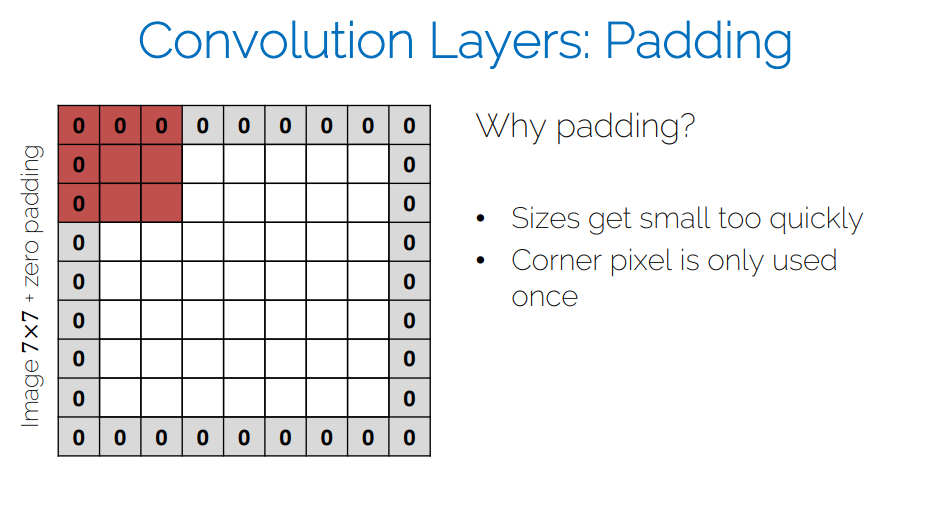 Convolution Layers: Padding
Image 7×7 + zero padding
0 0 0 0 0 0 0 0 0
0 0
0 0
0 0
0 0
0 0
0 0
0 0
0 0 0 0 0 0 0 0 0
Why padding?
• Sizes get small too quickly
• Corner pixel is only used
once